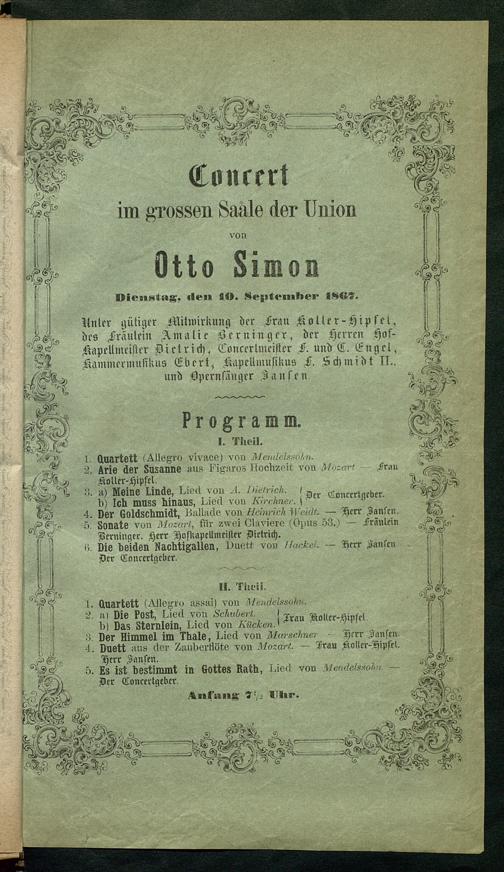 Concert
im grossen Saale der Union
von
Otto Simon
Dienstag, den 10. September 1867.
Unter gütiger Mitwirkung der Frau Koller-Hipfel,
des Fräulein Amalie Berninger, der Herren Hof-
kapellmeister Dietrich, Concertmeister F. und C. Engel,
Kammermusikus Ebert, Kapellmusikus F. Schmidt II.,
und Opernsänger Jansen
Programm.
I. Theil.
1. Quartett (Allegro vivace) von Mendelssohn.
2. Arie der Susanne aus Figaros Hochzeit von Mozart — Frau
Koller-Hipfel.
3. a) Meine Linde, Lied von A. Dietrich.
b) Ich muss hinaus, Lied von Kirchner.
Der Concertgeber.
4. Der Goldschmidt, Ballade von Heinrich Weidt. — Herr Jansen.
5. Sonate von Mozart, für zwei Claviere (Opus 53.) — Fräulein
Berninger. Herr Hofkapellmeister Dietrich.
6. Die beiden Nachtigallen, Duett von Hackel. — Herr Jansen
Der Concertgeber.
II. Theil.
1. Quartett (Allegro assai) von Mendelssohn.
2. a) Die Post, Lied von Schubert.
b) Das Sternlein, Lied von Kücken.
Frau Koller-Hipfel
3. Der Himmel im Thale, Lied von Marschner — Herr Jansen.
4. Duett aus der Zauberflöte von Mozart. — Frau Koller-Hipfel.
Herr Jansen.
5. Es ist bestimmt in Gottes Rath, Lied von Mendelssohn. —
Der Concertgeber.
Anfang 7½ Uhr.